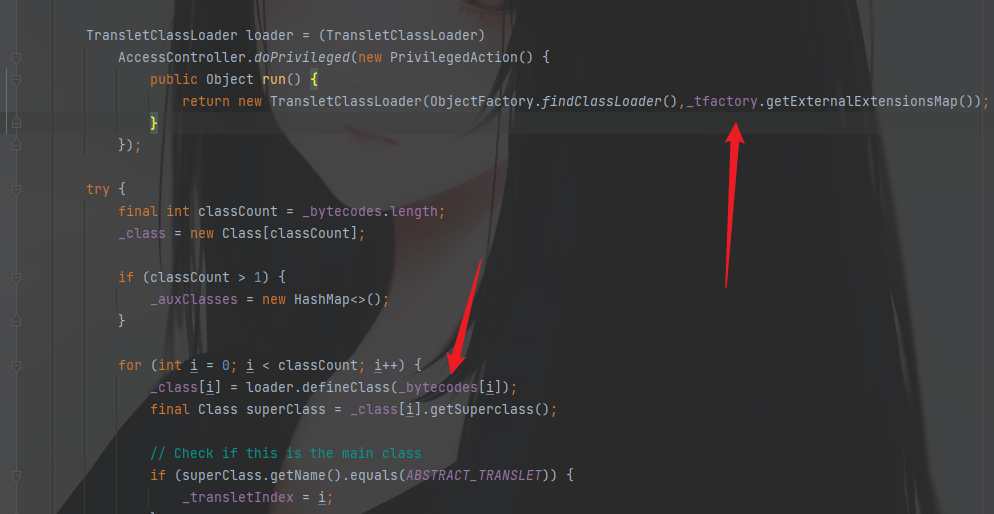 TransletClassLoader loader = (TransletClassLoader)
AccessController.doPrivileged(new PrivilegedAction() {
public Object run() {
return new TransletClassLoader(ObjectFactory.findClassLoader(),_tfactory.getExternalExtensionsMap());
}
});
try {
final int classCount = _bytecodes.length;
_class = new Class[classCount];
if (classCount > 1) {
_auxClasses = new HashMap<>();
}
for (int i = 0; i < classCount; i++) {
_class[i] = loader.defineClass(_bytecodes[i]);
final Class superClass = _class[i].getSuperclass();
// Check if this is the main class
if (superClass.getName().equals(ABSTRACT_TRANSLET)) {
_transletIndex = i;